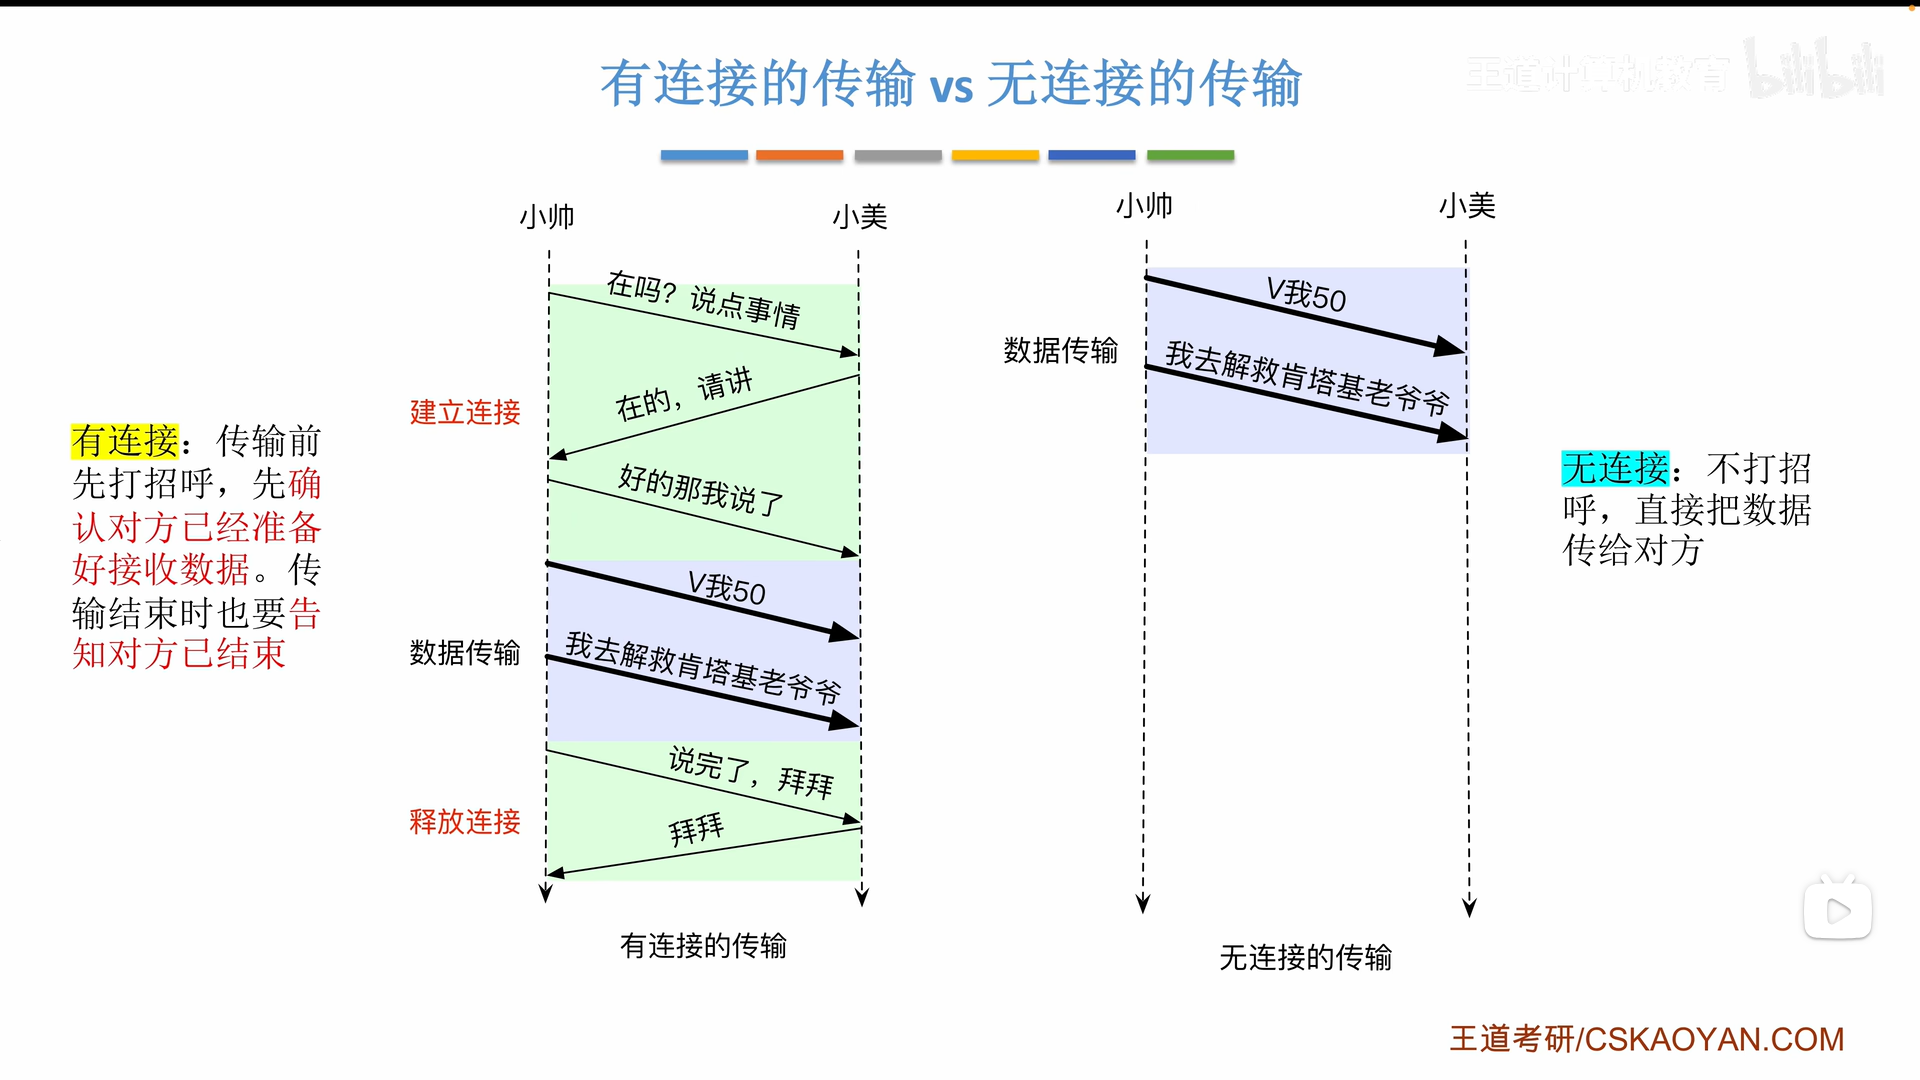 有连接的传输 vs 无连接的传输
王道计算机教育 bilibili
小帅
小美
在吗？说点事情
在的，请讲
建立连接
好的那我说了
V我50
数据传输
我去解救肯塔基老爷爷
说完了，拜拜
释放连接
拜拜
有连接的传输
有连接：传输前
先打招呼，先确
认对方已经准备
好接收数据。传
输结束时也要告
知对方已结束
小帅
小美
V我50
数据传输
我去解救肯塔基老爷爷
无连接的传输
无连接：不打招
呼，直接把数据
传给对方
王道考研/CSKAOYAN.COM